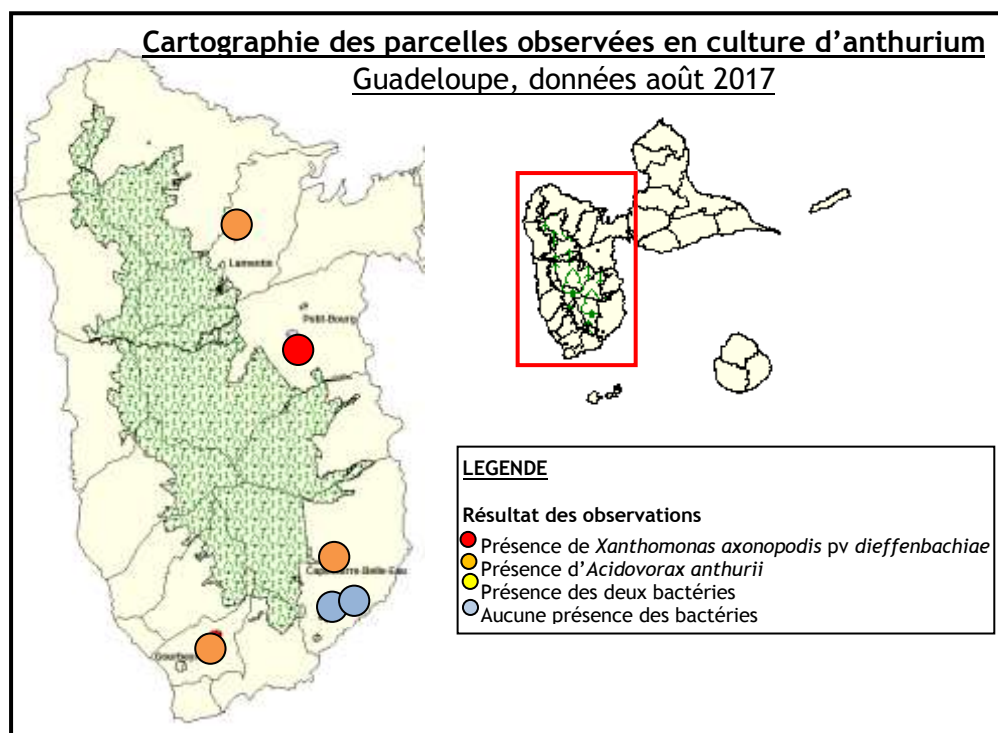 Cartographie des parcelles observées en culture d'anthurium
Guadeloupe, données août 2017
Lamentin
Petit-Bourg
LEGENDE
Résultat des observations
Présence de Xanthomonas axonopodis pv dieffenbachiae
Présence d'Acidovorax anthurii
Présence des deux bactéries
Aucune présence des bactéries